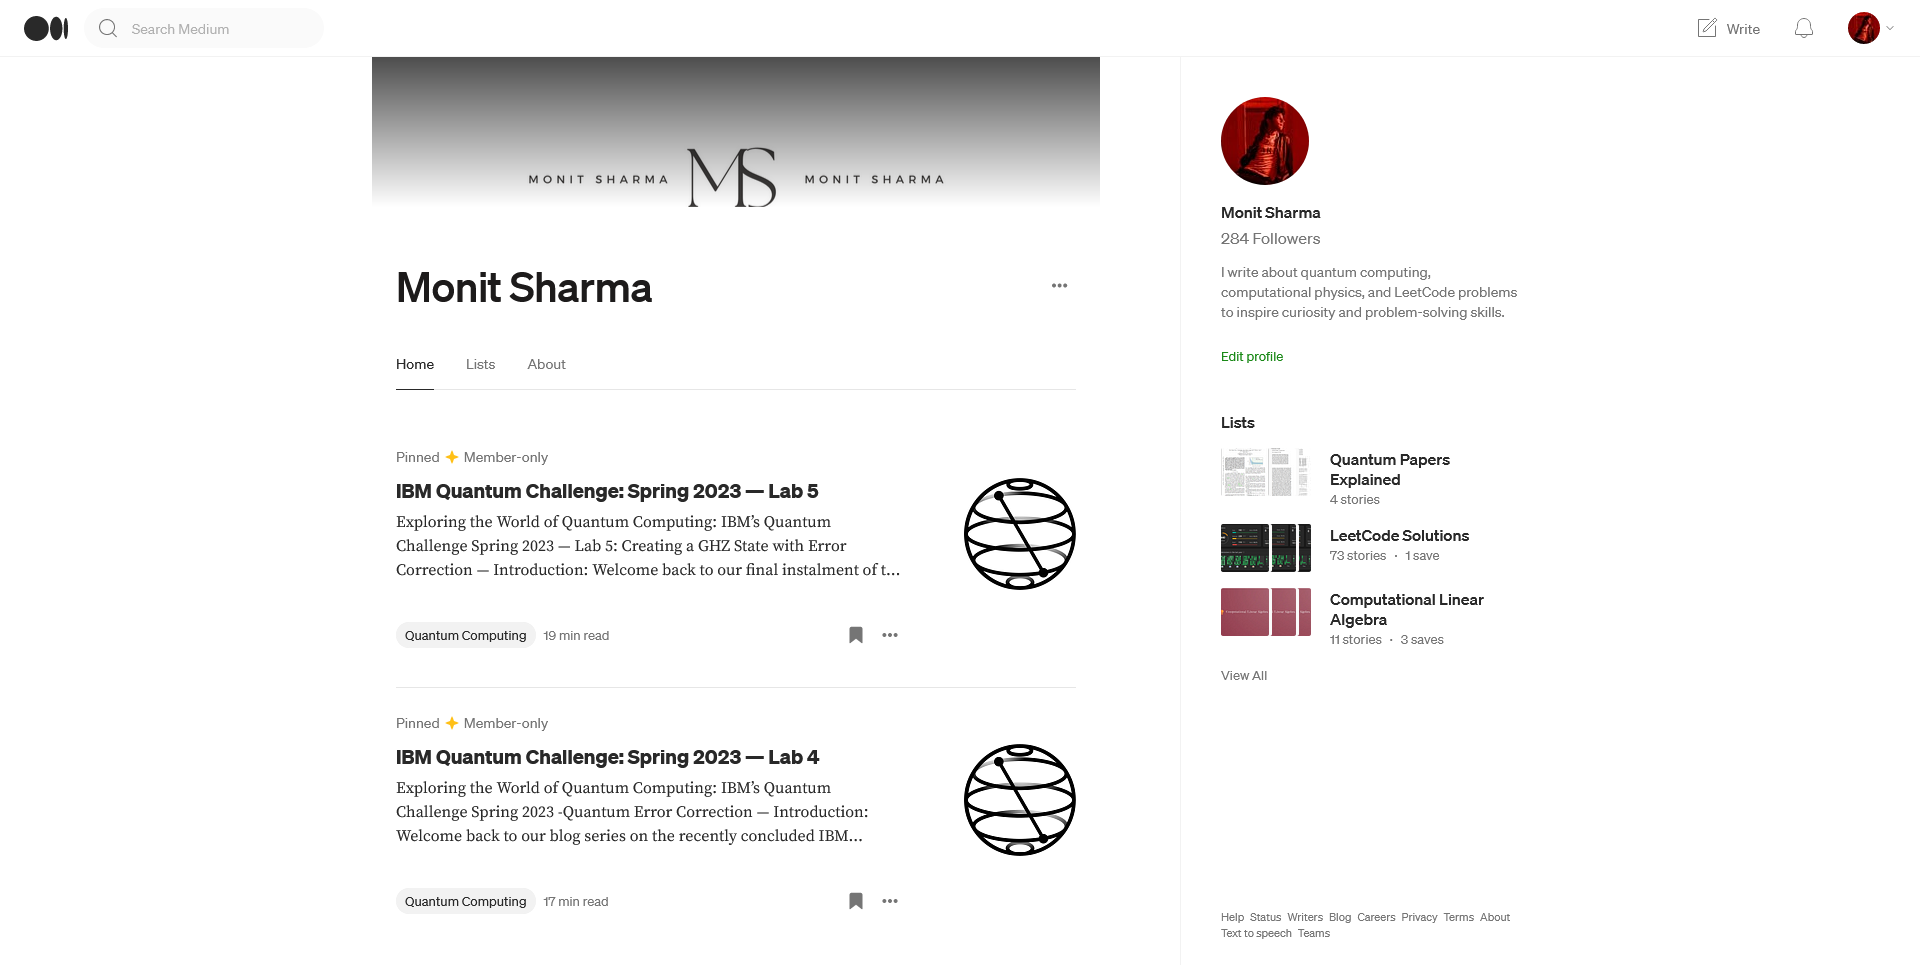 Search Medium
Write
MONIT SHARMA MS MONIT SHARMA
Monit Sharma
Home Lists About
Pinned Member-only
IBM Quantum Challenge: Spring 2023 — Lab 5
Exploring the World of Quantum Computing: IBM’s Quantum
Challenge Spring 2023 — Lab 5: Creating a GHZ State with Error
Correction — Introduction: Welcome back to our final instalment of t…
Quantum Computing 19 min read
Pinned Member-only
IBM Quantum Challenge: Spring 2023 — Lab 4
Exploring the World of Quantum Computing: IBM’s Quantum
Challenge Spring 2023 -Quantum Error Correction — Introduction:
Welcome back to our blog series on the recently concluded IBM…
Quantum Computing 17 min read
Monit Sharma
284 Followers
I write about quantum computing,
computational physics, and LeetCode problems
to inspire curiosity and problem-solving skills.
Edit profile
Lists
Quantum Papers
Explained
4 stories
LeetCode Solutions
73 stories · 1 save
Computational Linear
Algebra
11 stories · 3 saves
View All
Help Status Writers Blog Careers Privacy Terms About
Text to speech Teams